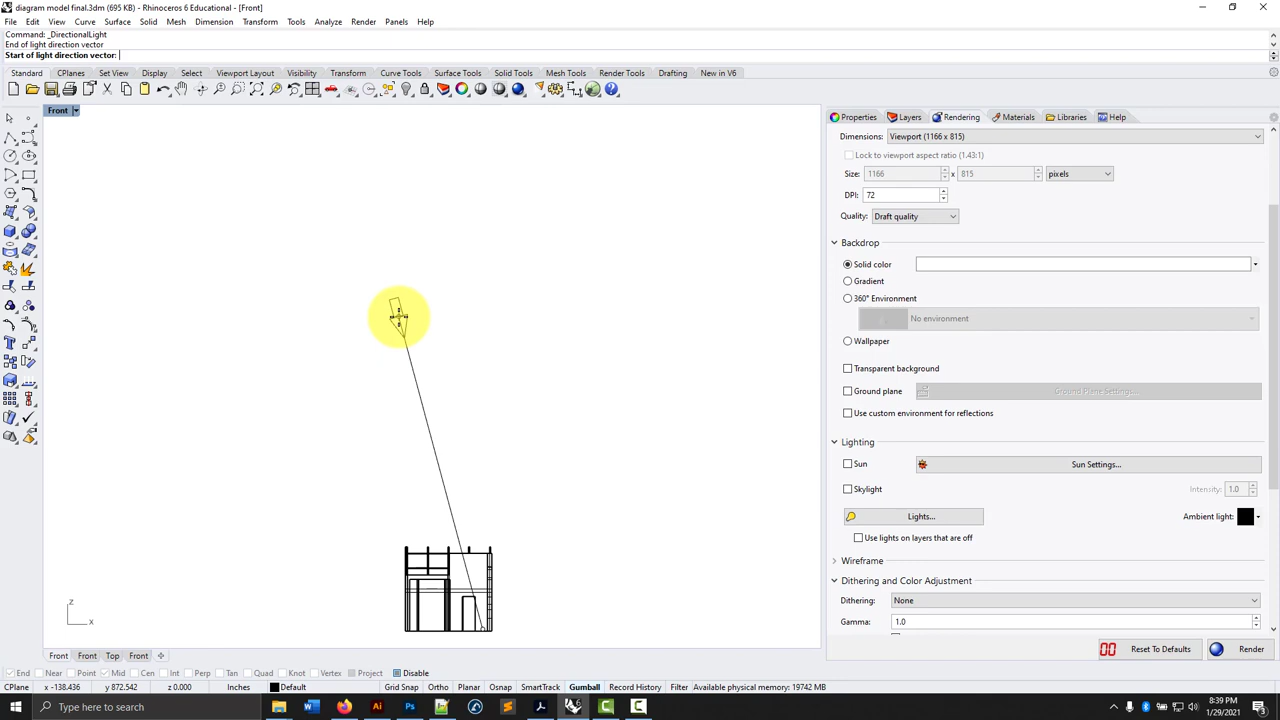 diagram model final.3dm (695 KB) - Rhinoceros 6 Educational - [Front]
File Edit View Curve Surface Solid Mesh Dimension Transform Tools Analyze Render Panels Help
Command: _DirectionalLight
End of light direction vector
Start of light direction vector:
Standard CPlanes Set View Display Select Viewport Layout Visibility Transform Curve Tools Surface Tools Solid Tools Mesh Tools Render Tools Drafting New in V6
Front
Properties Layers Rendering Materials Libraries Help
Dimensions: Viewport (1166 x 815)
Lock to viewport aspect ratio (1.43:1)
Size: 1166 x 815 pixels
DPI: 72
Quality: Draft quality
Backdrop
Solid color
Gradient
360° Environment
No environment
Wallpaper
Transparent background
Ground plane Ground Plane Settings...
Use custom environment for reflections
Lighting
Sun Sun Settings...
Skylight Intensity: 1.0
Lights... Ambient light:
Use lights on layers that are off
Wireframe
Dithering and Color Adjustment
Dithering: None
Gamma: 1.0
Reset To Defaults Render
z
x
Front Front Top Front
End Near Point Mid Cen Int Perp Tan Quad Knot Vertex Project Disable
CPlane x -138.436 y 872.542 z 0.000 Inches Default Grid Snap Ortho Planar Osnap SmartTrack Gumball Record History Filter Available physical memory: 19742 MB
Type here to search
8:39 PM
1/29/2021